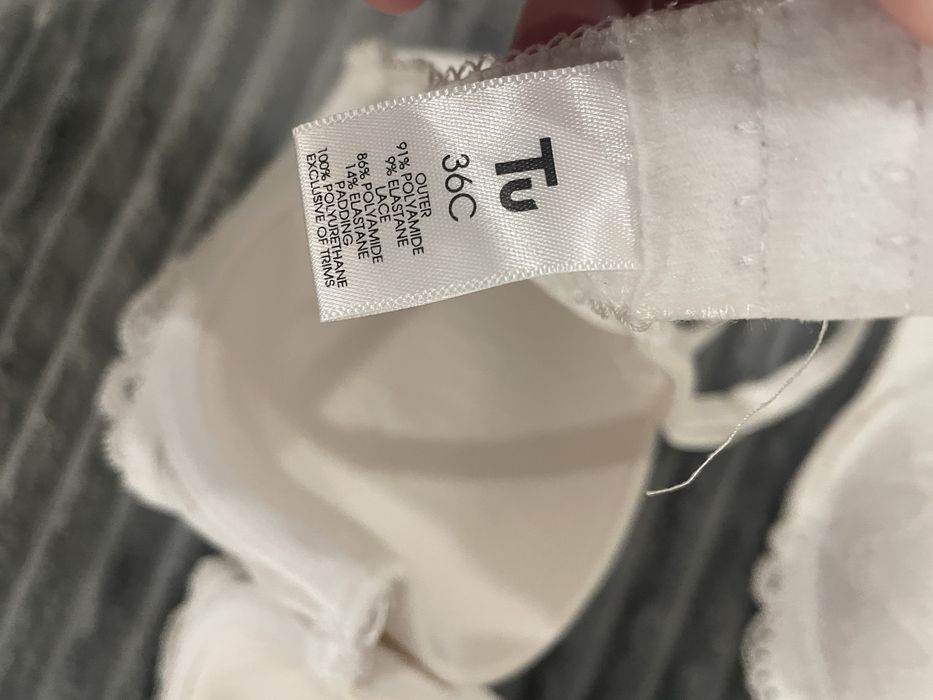 Tu
36C
OUTER
91% POLYAMIDE
9% ELASTANE
LACE
86% POLYAMIDE
14% ELASTANE
PADDING
100% POLYURETHANE
EXCLUSIVE OF TRIMS